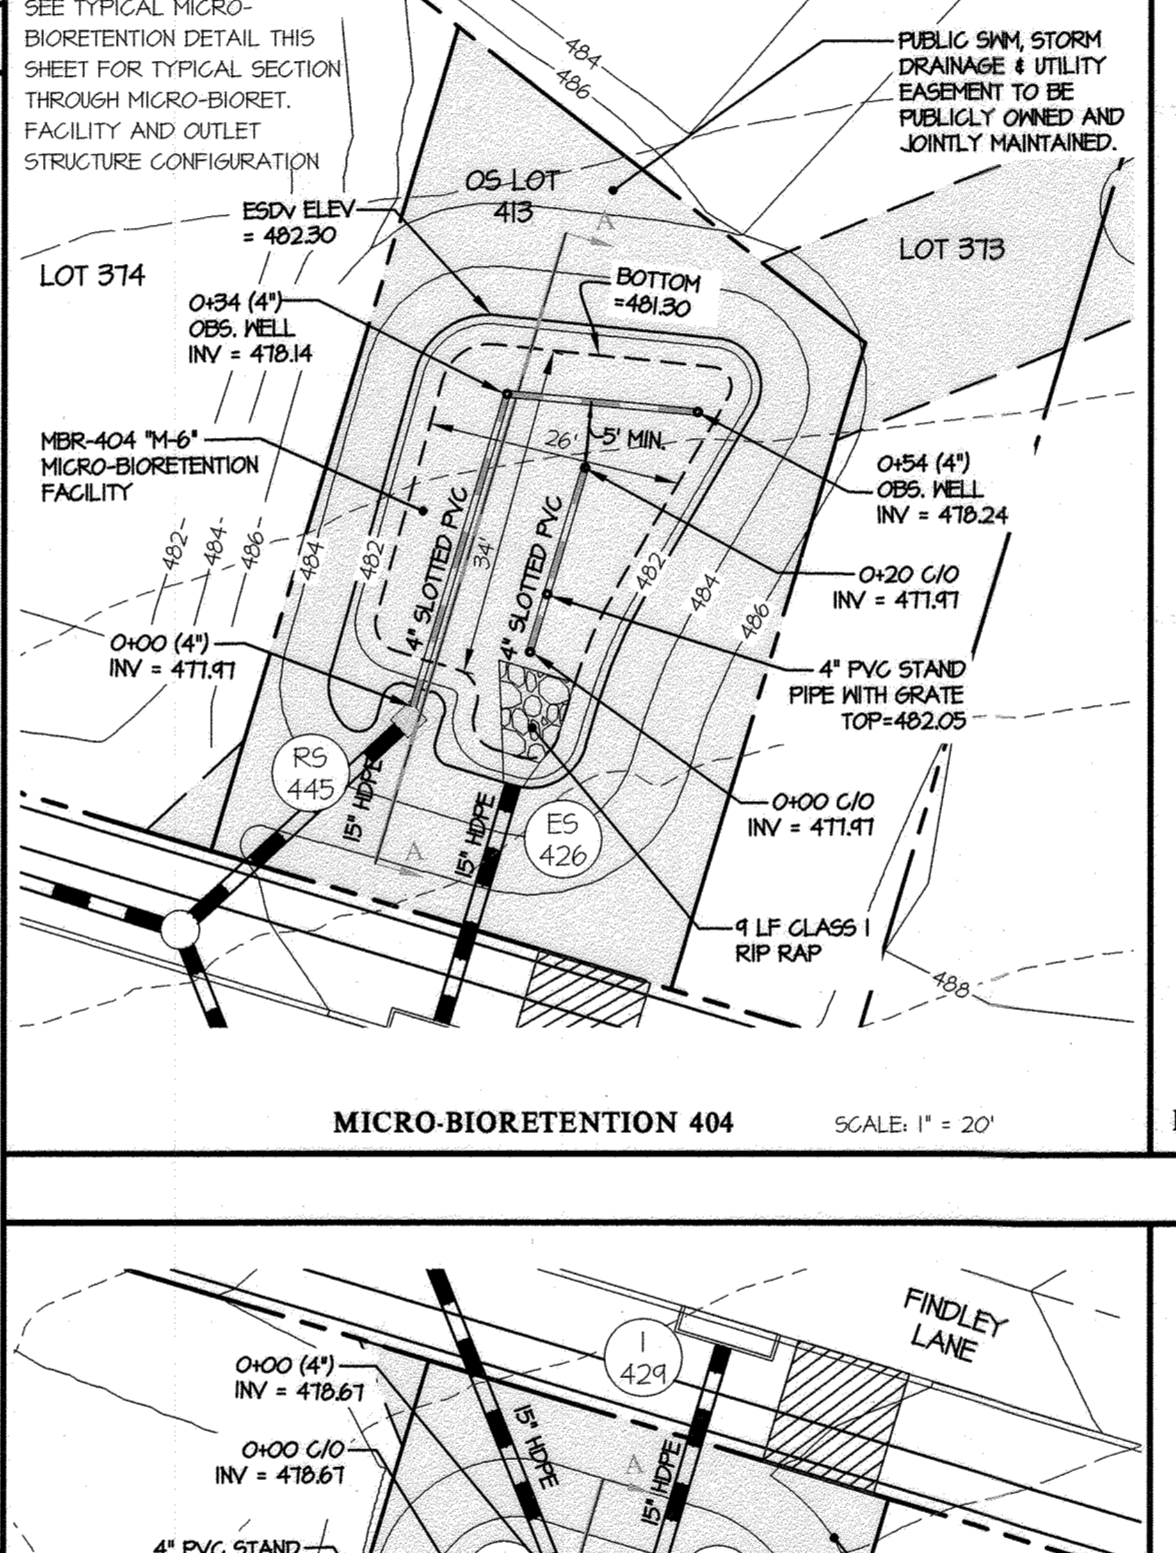 SEE TYPICAL MICRO-
BIORETENTION DETAIL THIS
SHEET FOR TYPICAL SECTION
THROUGH MICRO-BIORET.
FACILITY AND OUTLET
STRUCTURE CONFIGURATION
484
486
PUBLIC SWM, STORM
DRAINAGE & UTILITY
EASEMENT TO BE
PUBLICLY OWNED AND
JOINTLY MAINTAINED.
OS LOT
413
A
ESDv ELEV
= 482.30
LOT 374
LOT 373
BOTTOM
=481.30
0+34 (4")
OBS. WELL
INV = 478.14
MBR-404 "M-6"
MICRO-BIORETENTION
FACILITY
26'
5' MIN.
34'
4" SLOTTED PVC
4" SLOTTED PVC
0+54 (4")
OBS. WELL
INV = 478.24
482
484
486
484
482
482
484
486
0+20 C/O
INV = 477.97
0+00 (4")
INV = 477.97
4" PVC STAND
PIPE WITH GRATE
TOP=482.05
RS
445
15" HDPE
15" HDPE
ES
426
A
0+00 C/O
INV = 477.97
9 LF CLASS I
RIP RAP
488
MICRO-BIORETENTION 404
SCALE: 1" = 20'
FINDLEY
LANE
I
429
0+00 (4")
INV = 478.67
0+00 C/O
INV = 478.67
15" HDPE
15" HDPE
A
4" PVC STAND